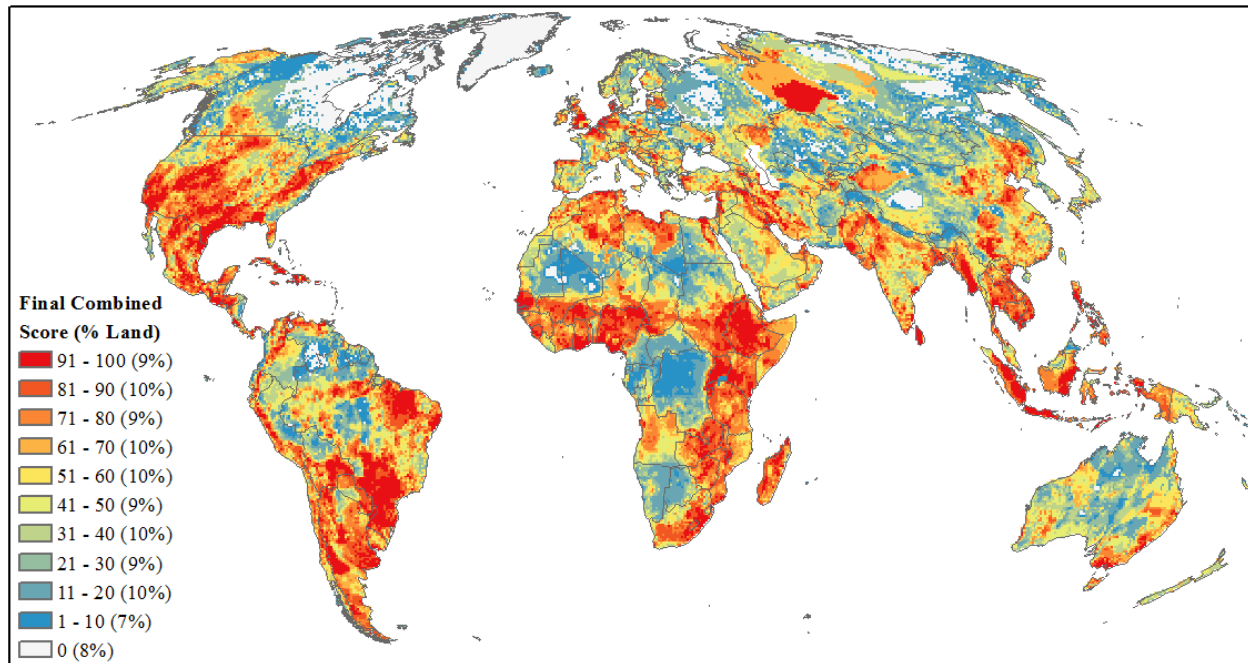 Final Combined
Score (% Land)
91 - 100 (9%)
81 - 90 (10%)
71 - 80 (9%)
61 - 70 (10%)
51 - 60 (10%)
41 - 50 (9%)
31 - 40 (10%)
21 - 30 (9%)
11 - 20 (10%)
1 - 10 (7%)
0 (8%)